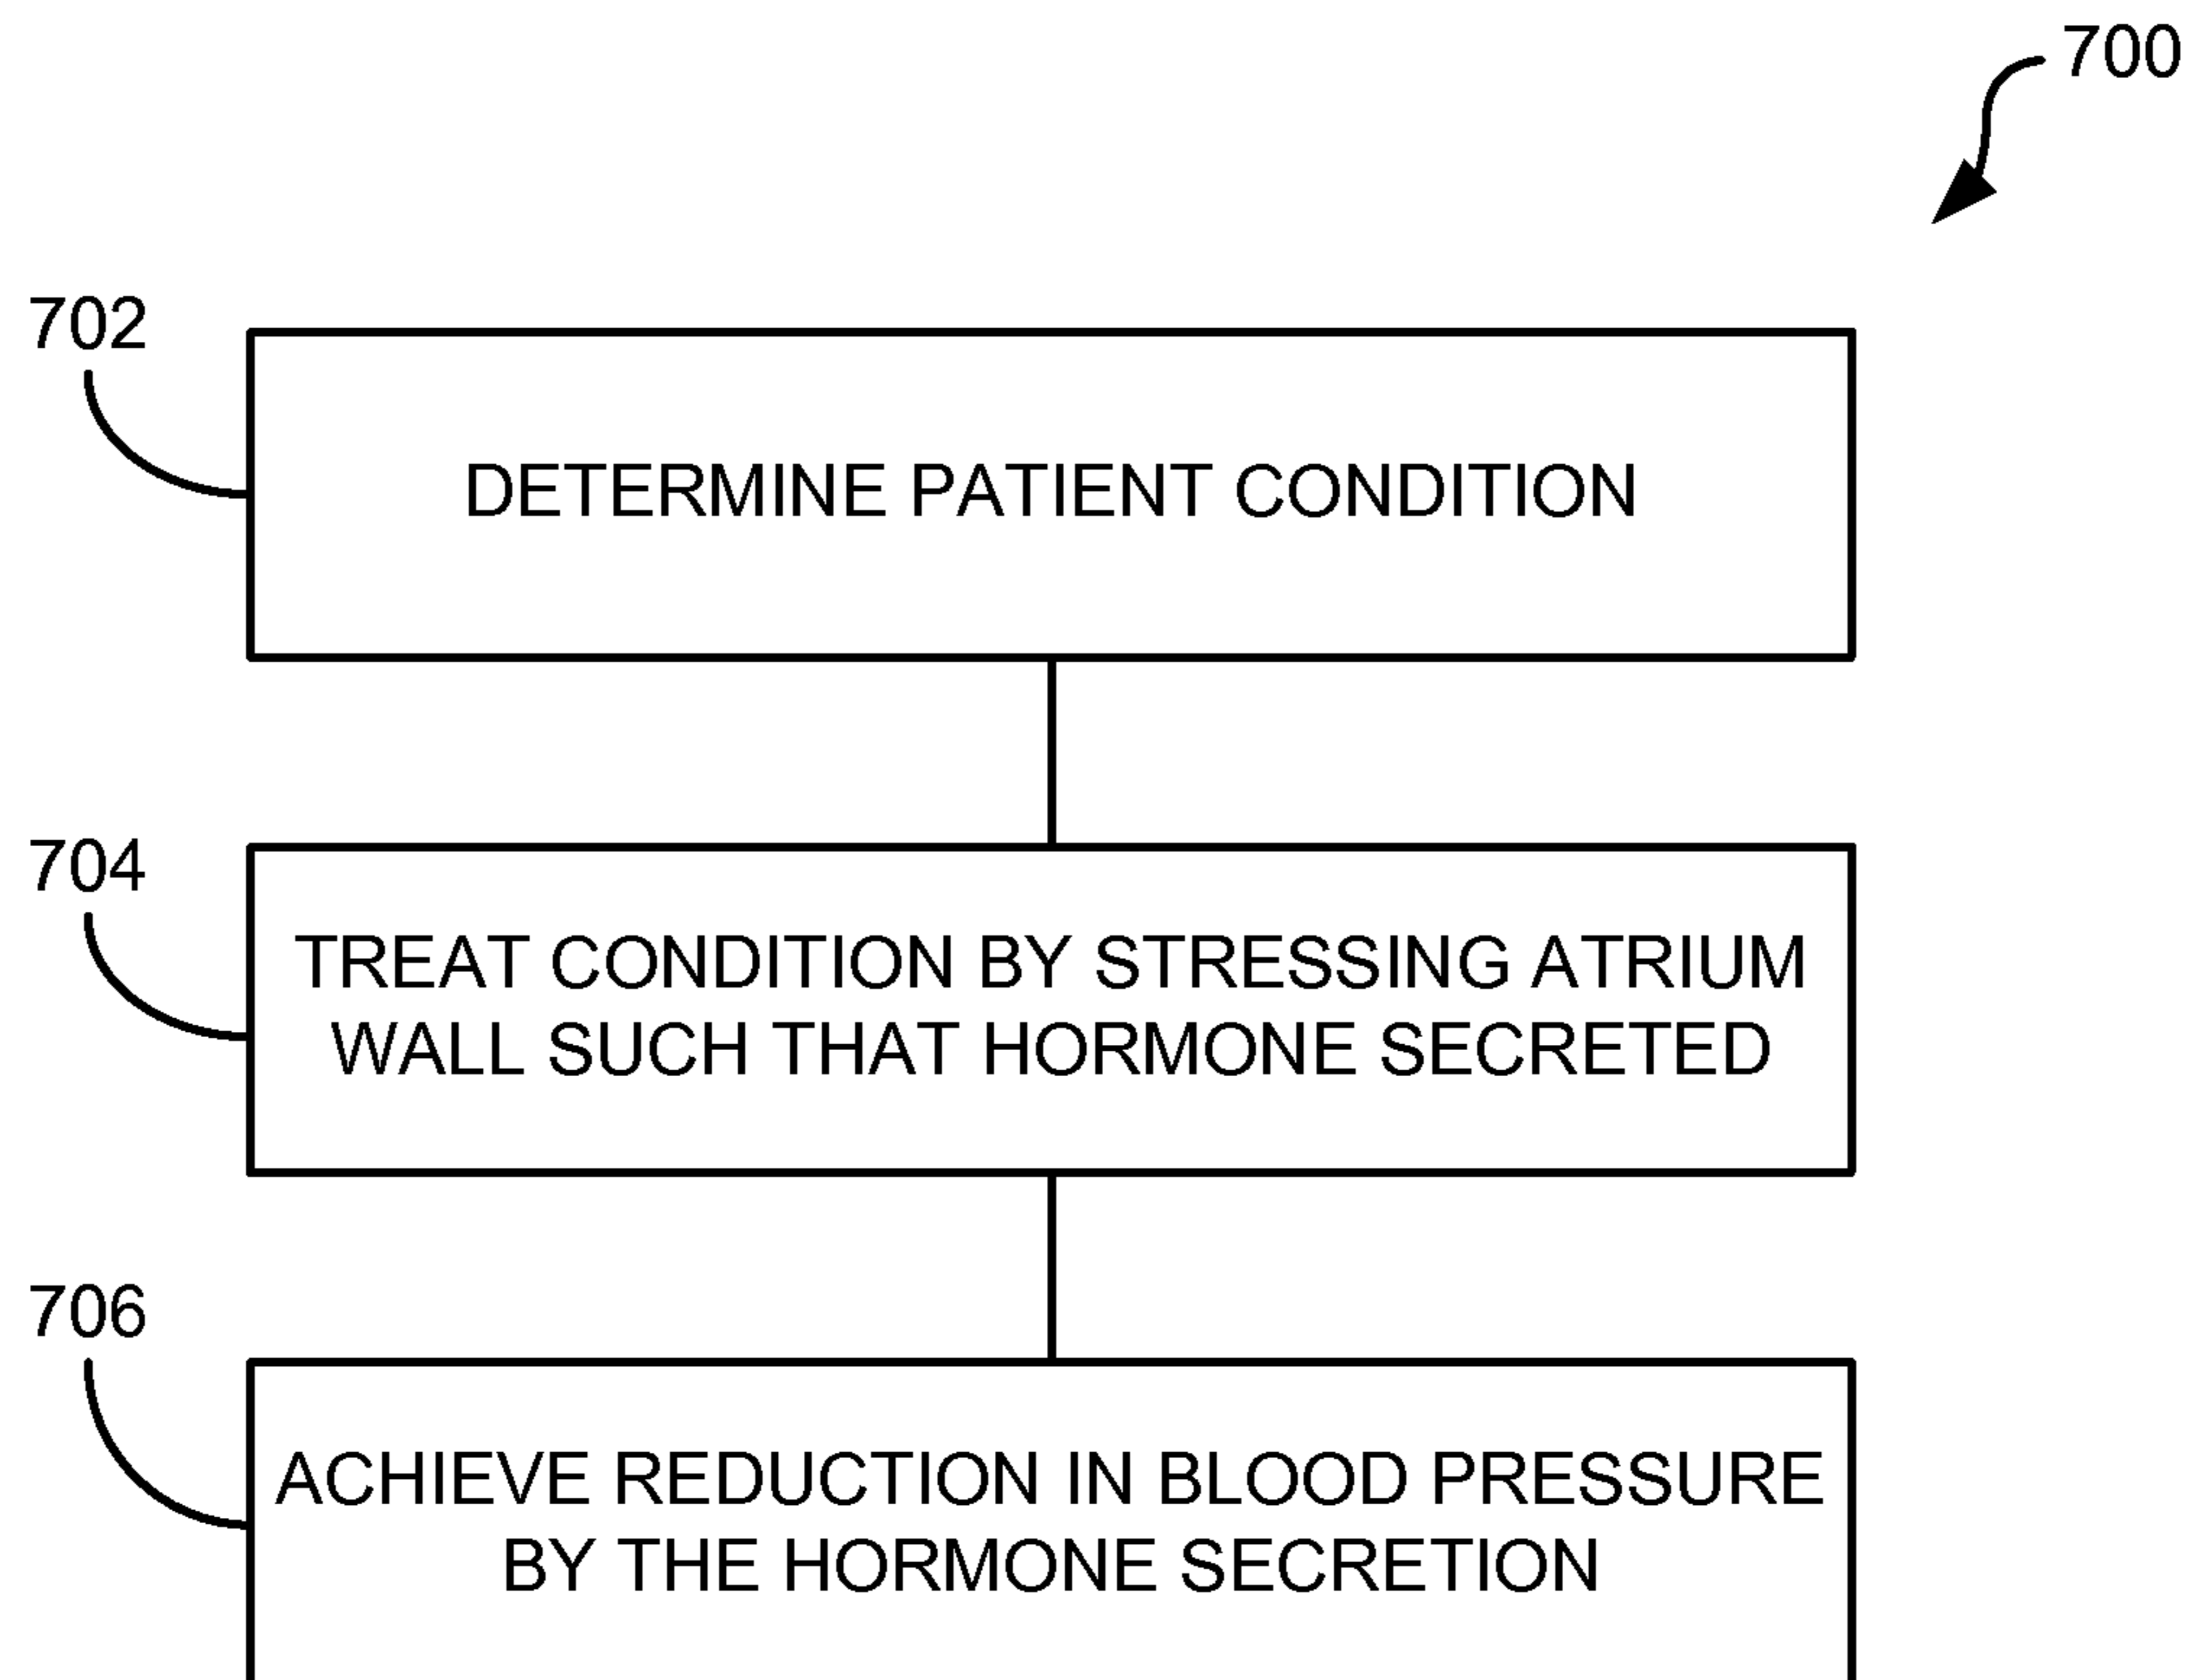 700
702
DETERMINE PATIENT CONDITION
704
TREAT CONDITION BY STRESSING ATRIUM
WALL SUCH THAT HORMONE SECRETED
706
ACHIEVE REDUCTION IN BLOOD PRESSURE
BY THE HORMONE SECRETION